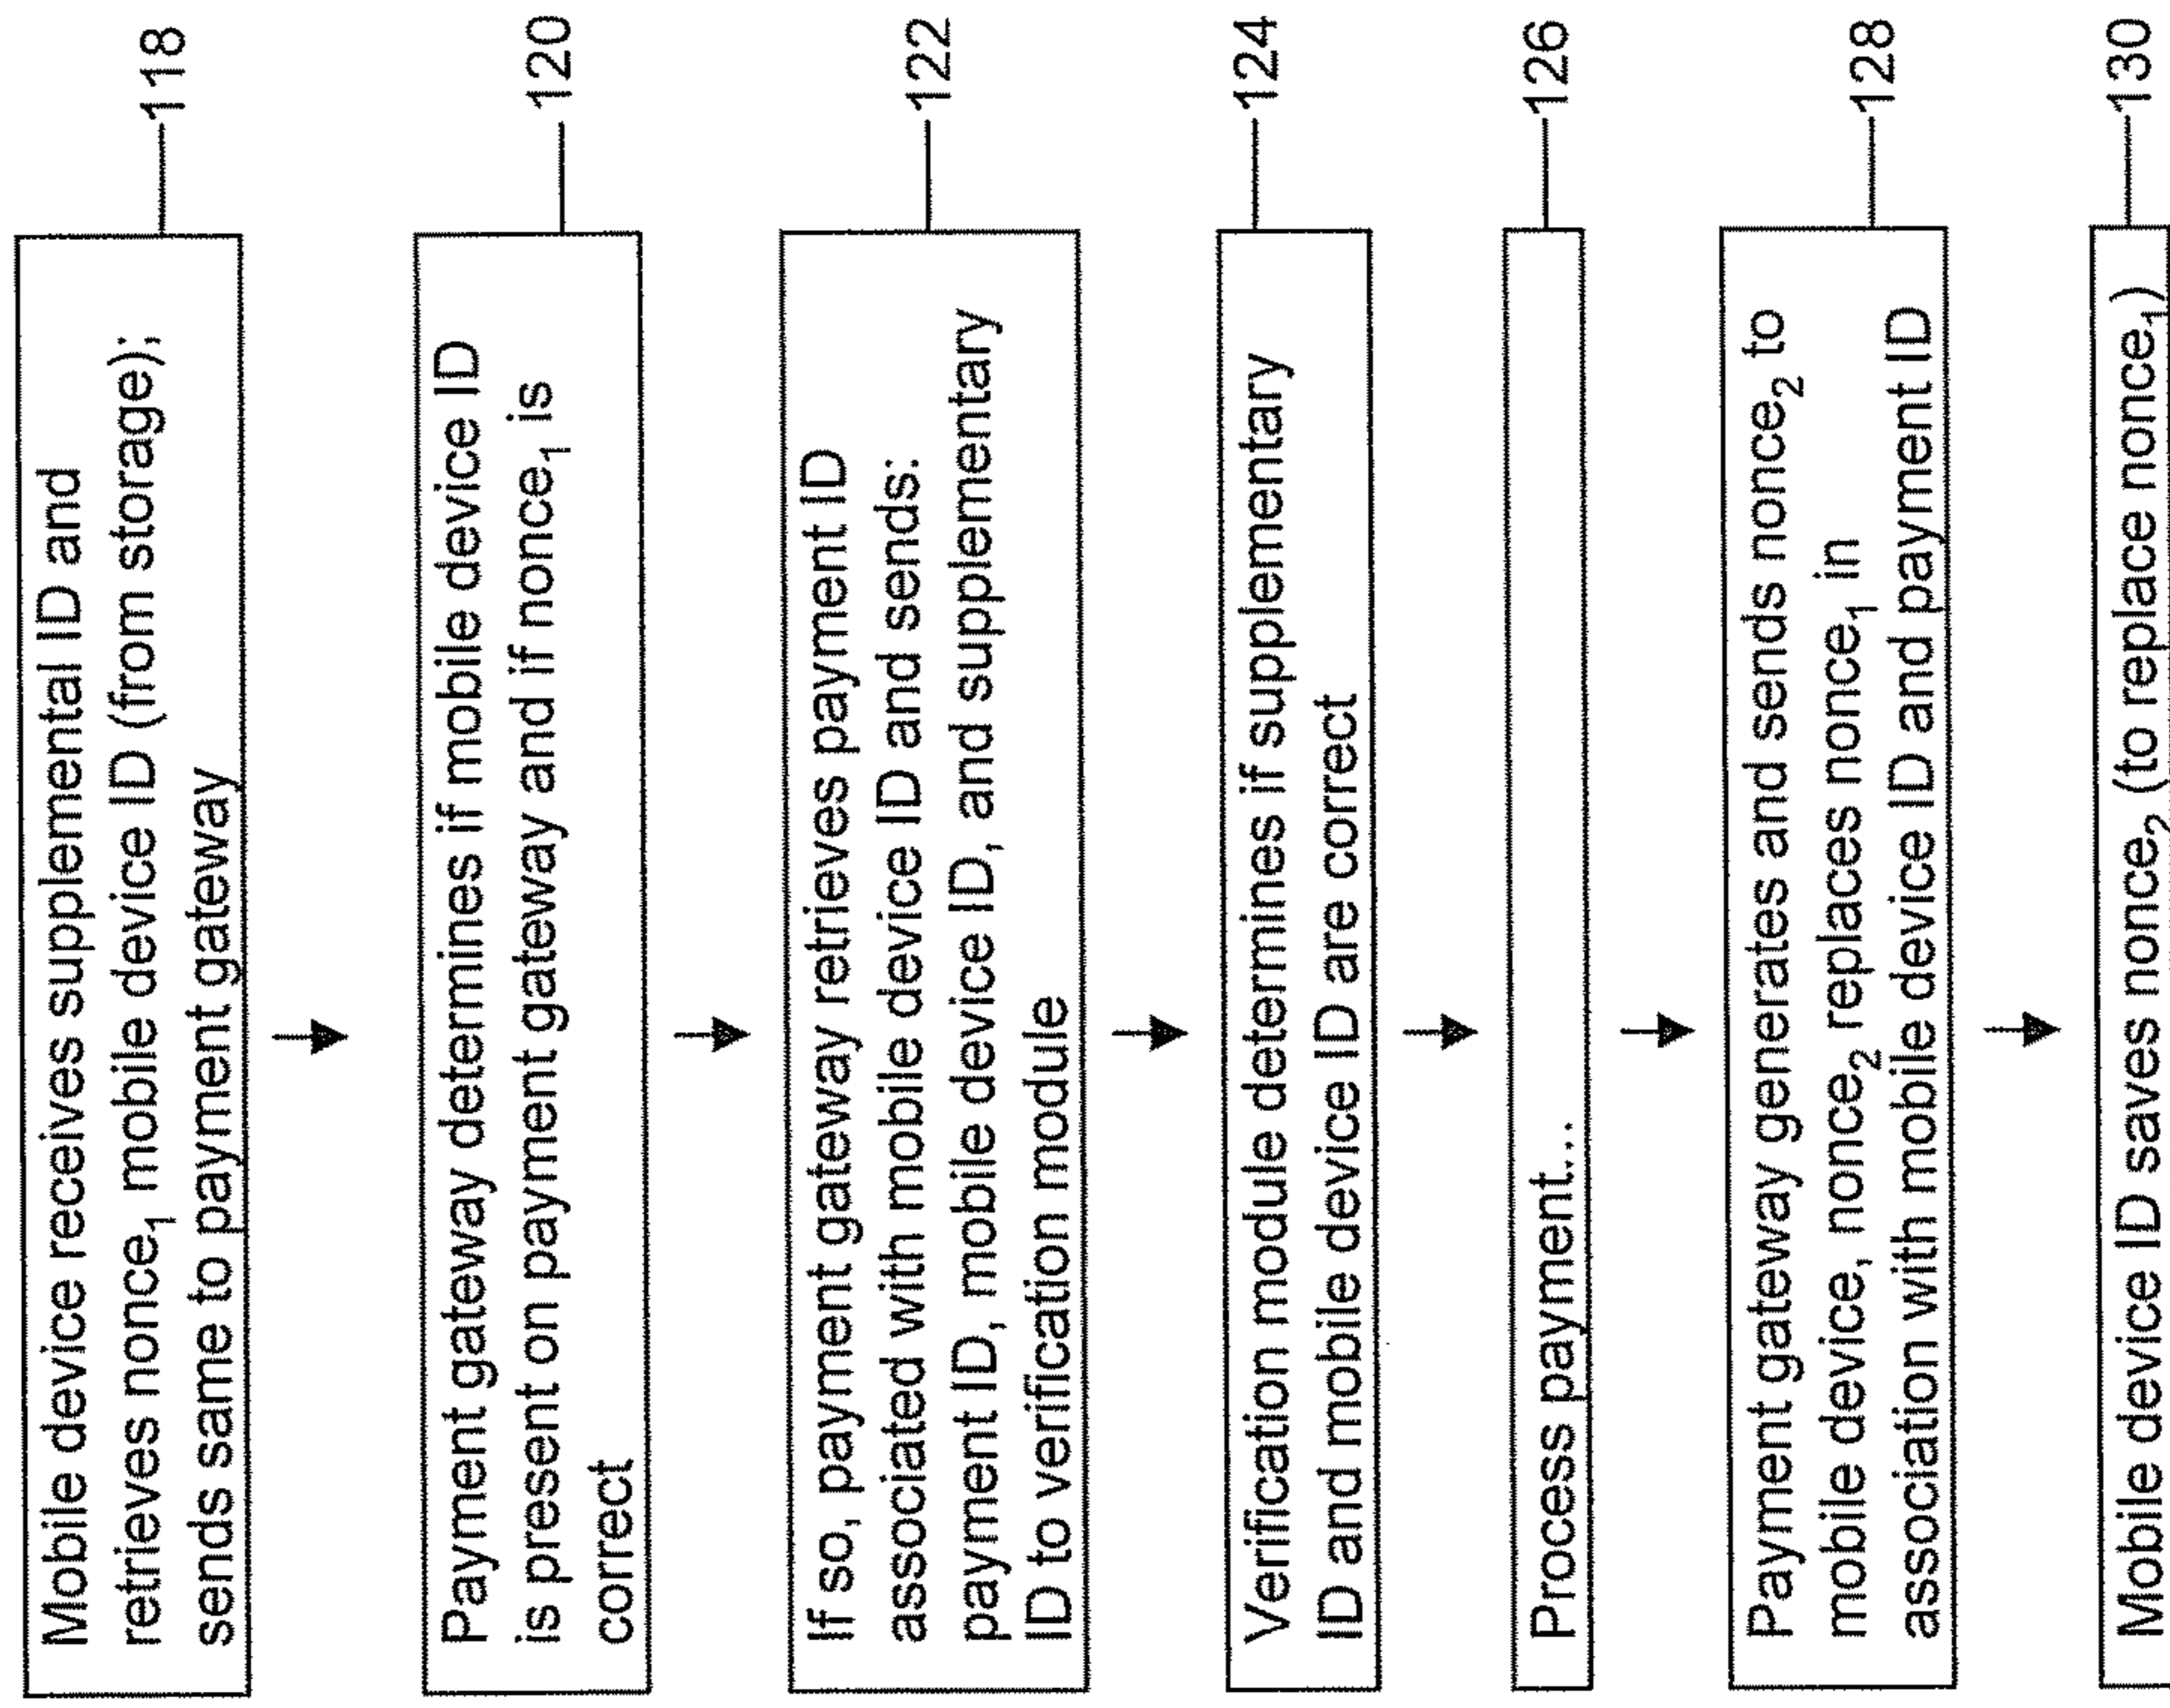 Mobile device receives supplemental ID and
retrieves nonce₁ mobile device ID (from storage);
sends same to payment gateway
118
Payment gateway determines if mobile device ID
is present on payment gateway and if nonce₁ is
correct
120
If so, payment gateway retrieves payment ID
associated with mobile device ID and sends:
payment ID, mobile device ID, and supplementary
ID to verification module
122
Verification module determines if supplementary
ID and mobile device ID are correct
124
Process payment...
126
Payment gateway generates and sends nonce₂ to
mobile device, nonce₂ replaces nonce₁ in
association with mobile device ID and payment ID
128
Mobile device ID saves nonce₂ (to replace nonce₁)
130